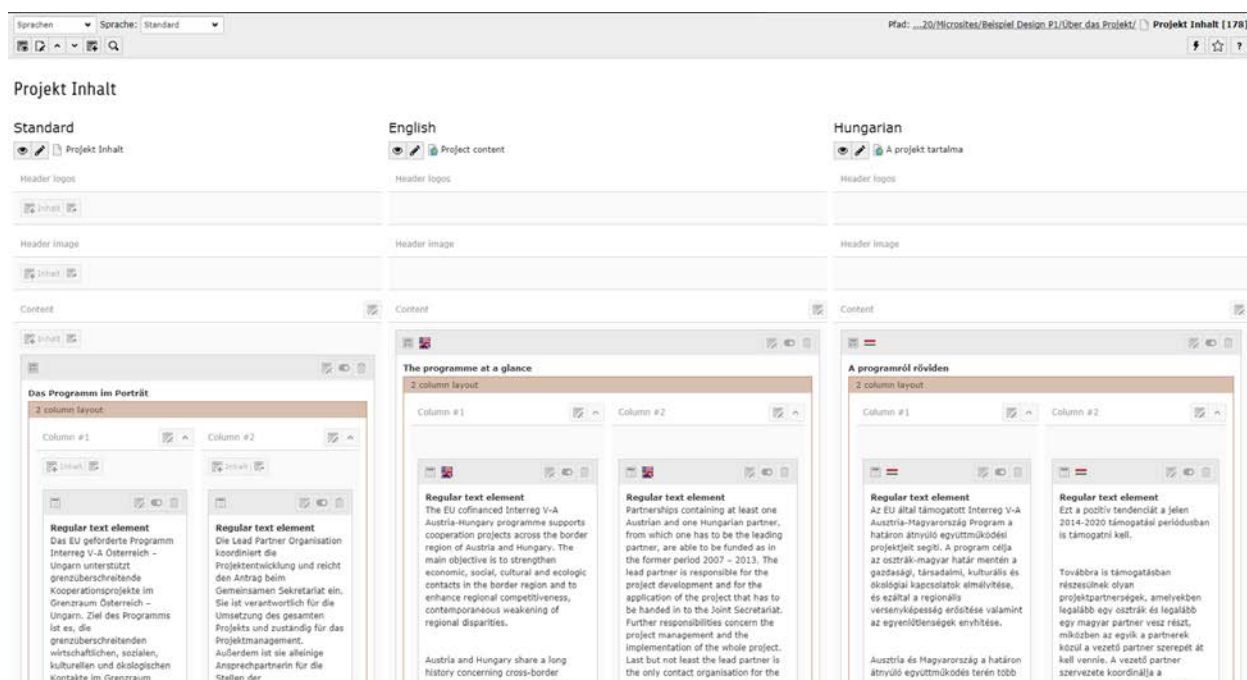 Sprachen Sprache: Standard
Pfad: ...20/Microsites/Beispiel Design P1/Über das Projekt/ Projekt Inhalt [178]
Projekt Inhalt
Standard
Projekt Inhalt
Header logos
Inhalt
Header image
Inhalt
Content
Inhalt
Das Programm im Porträt
2 column layout
Column #1
Inhalt
Regular text element
Das EU geförderte Programm
Interreg V-A Österreich –
Ungarn unterstützt
grenzüberschreitende
Kooperationsprojekte im
Grenzraum Österreich –
Ungarn. Ziel des Programms
ist es, die
grenzüberschreitenden
wirtschaftlichen, sozialen,
kulturellen und ökologischen
Kontakte im Grenzraum
Column #2
Inhalt
Regular text element
Die Lead Partner Organisation
koordiniert die
Projektentwicklung und reicht
den Antrag beim
Gemeinsamen Sekretariat ein.
Sie ist verantwortlich für die
Umsetzung des gesamten
Projekts und zuständig für das
Projektmanagement.
Außerdem ist sie alleinige
Ansprechpartnerin für die
Stellen der
English
Project content
Header logos
Header image
Content
The programme at a glance
2 column layout
Column #1
Regular text element
The EU cofinanced Interreg V-A
Austria-Hungary programme supports
cooperation projects across the border
region of Austria and Hungary. The
main objective is to strengthen
economic, social, cultural and ecologic
contacts in the border region and to
enhance regional competitiveness,
contemporaneous weakening of
regional disparities.
Austria and Hungary share a long
history concerning cross-border
Column #2
Regular text element
Partnerships containing at least one
Austrian and one Hungarian partner,
from which one has to be the leading
partner, are able to be funded as in
the former period 2007 – 2013. The
lead partner is responsible for the
project development and for the
application of the project that has to
be handed in to the Joint Secretariat.
Further responsibilities concern the
project management and the
implementation of the whole project.
Last but not least the lead partner is
the only contact organisation for the
Hungarian
A projekt tartalma
Header logos
Header image
Content
A programról röviden
2 column layout
Column #1
Regular text element
Az EU által támogatott Interreg V-A
Ausztria-Magyarország Program a
határon átnyúló együttműködési
projektjeit segíti. A program célja
az osztrák-magyar határ mentén a
gazdasági, társadalmi, kulturális és
ökológiai kapcsolatok elmélyítése,
és ezáltal a regionális
versenyképesség erősítése valamint
az egyenlőtlenségek enyhítése.
Ausztria és Magyarország a határon
átnyúló együttműködés terén több
Column #2
Regular text element
Ezt a pozitív tendenciát a jelen
2014-2020 támogatási periódusban
is támogatni kell.
Továbbra is támogatásban
részesülnek olyan
projektpartnerségek, amelyekben
legalább egy osztrák és legalább
egy magyar partner vesz részt,
miközben az egyik a partnerek
közül a vezető partner szerepét át
kell vennie. A vezető partner
szervezete koordinálja a